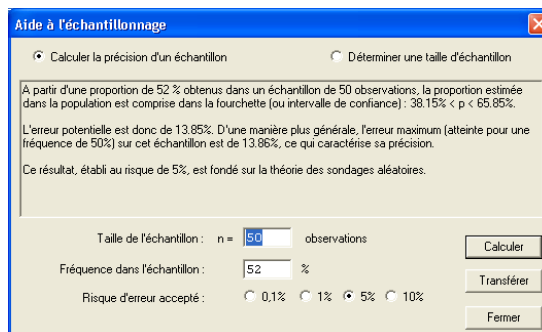 Aide à l'échantillonnage
Calculer la précision d'un échantillon
Déterminer une taille d'échantillon
A partir d'une proportion de 52 % obtenus dans un échantillon de 50 observations, la proportion estimée
dans la population est comprise dans la fourchette (ou intervalle de confiance) : 38.15% < p < 65.85%.
L'erreur potentielle est donc de 13.85%. D'une manière plus générale, l'erreur maximum (atteinte pour une
fréquence de 50%) sur cet échantillon est de 13.86%, ce qui caractérise sa précision.
Ce résultat, établi au risque de 5%, est fondé sur la théorie des sondages aléatoires.
Taille de l'échantillon : n = 50 observations
Calculer
Fréquence dans l'échantillon : 52 %
Transférer
Risque d'erreur accepté : 0,1% 1% 5% 10%
Fermer